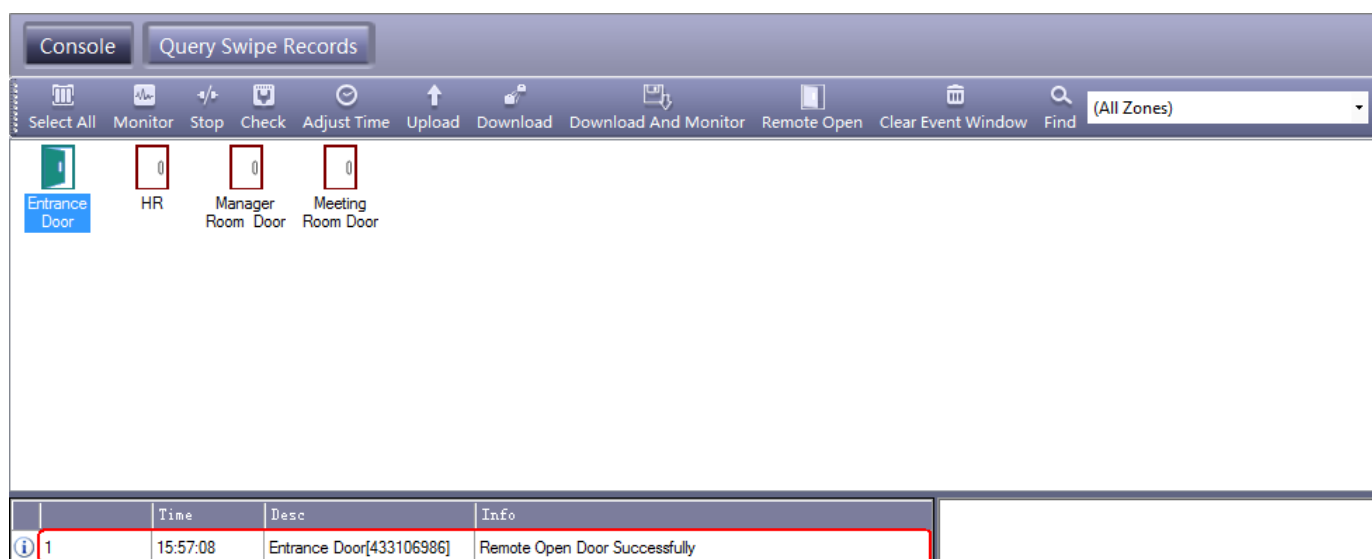 Console Query Swipe Records
Select All Monitor Stop Check Adjust Time Upload Download Download And Monitor Remote Open Clear Event Window Find (All Zones)
Entrance HR Manager Meeting
Door Room Door Room Door
Time Desc Info
1 15:57:08 Entrance Door[433106986] Remote Open Door Successfully